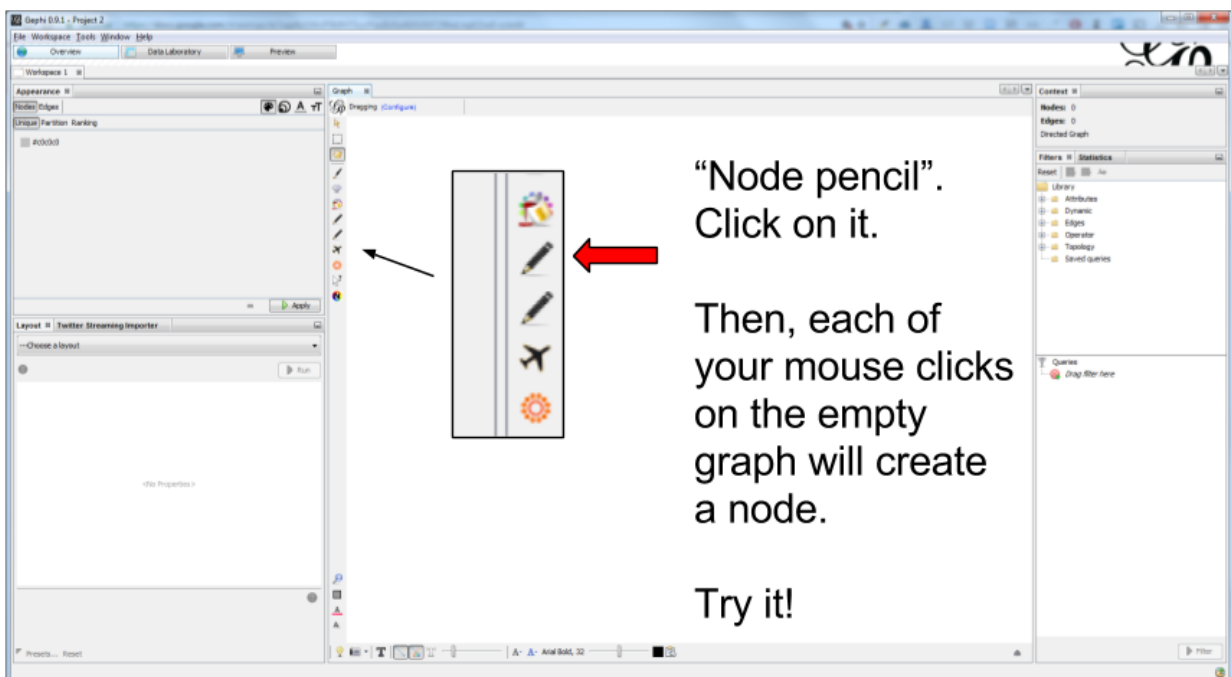 Gephi 0.9.1 - Project 2
File Workspace Tools Window Help
Overview Data Laboratory Preview
Workspace 1
Appearance
Nodes Edges
Unique Partition Ranking
#c0c0c0
Apply
Layout Twitter Streaming Importer
---Choose a layout
Run
<No Properties>
Presets... Reset
Graph
Dragging (Configure)
“Node pencil”.
Click on it.
Then, each of
your mouse clicks
on the empty
graph will create
a node.
Try it!
A- A- Arial Bold, 32
Context
Nodes: 0
Edges: 0
Directed Graph
Filters Statistics
Reset
Library
Attributes
Dynamic
Edges
Operator
Topology
Saved queries
Queries
Drag filter here
Filter